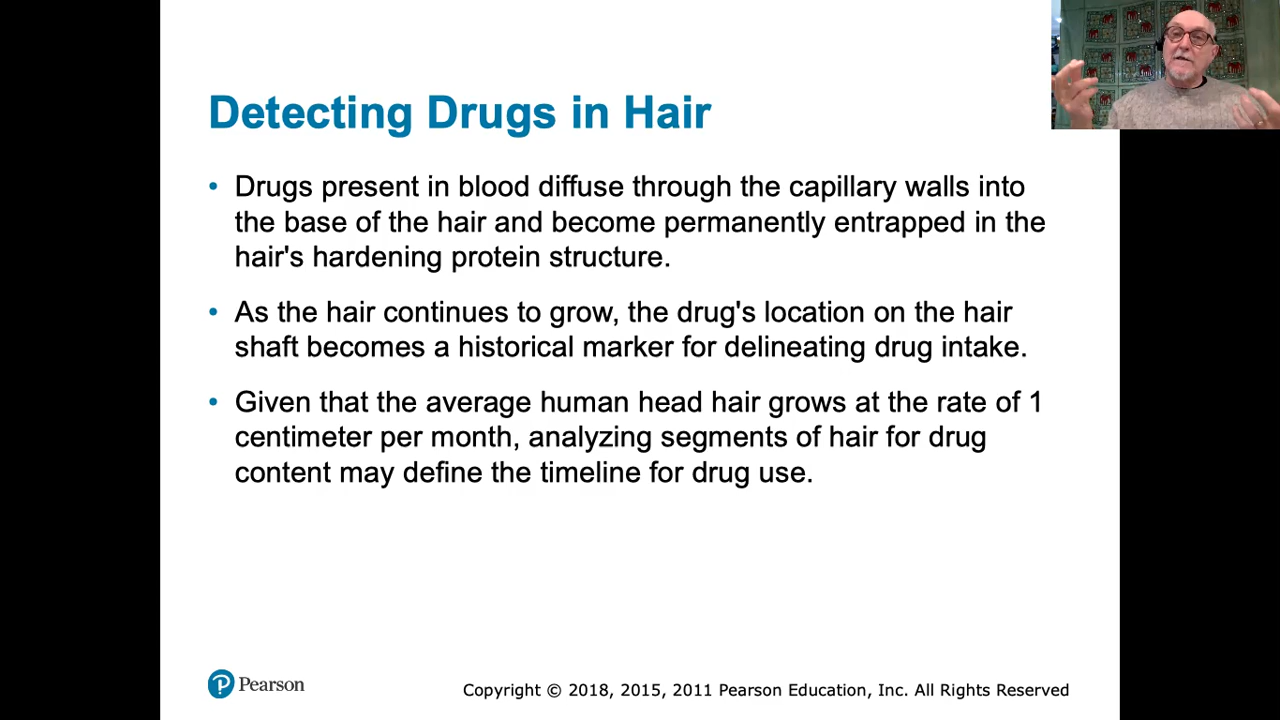 Detecting Drugs in Hair
• Drugs present in blood diffuse through the capillary walls into
the base of the hair and become permanently entrapped in the
hair's hardening protein structure.
• As the hair continues to grow, the drug's location on the hair
shaft becomes a historical marker for delineating drug intake.
• Given that the average human head hair grows at the rate of 1
centimeter per month, analyzing segments of hair for drug
content may define the timeline for drug use.
P Pearson
Copyright © 2018, 2015, 2011 Pearson Education, Inc. All Rights Reserved